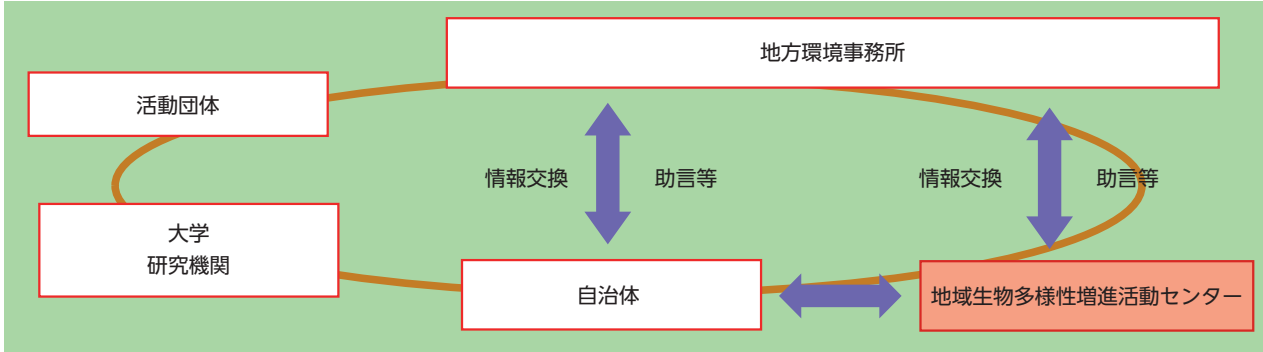 地方環境事務所
活動団体
情報交換
助言等
情報交換
助言等
大学
研究機関
自治体
地域生物多様性増進活動センター